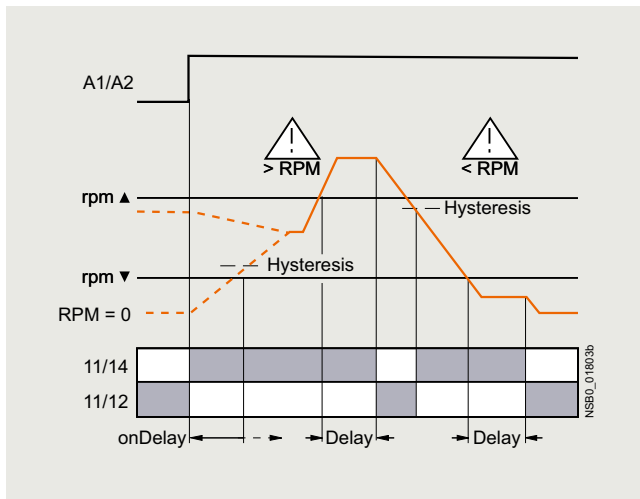 A1/A2
!
!
> RPM
< RPM
rpm ▲
Hysteresis
Hysteresis
rpm ▼
RPM = 0
11/14
11/12
onDelay
Delay
Delay
NSB0_01803b